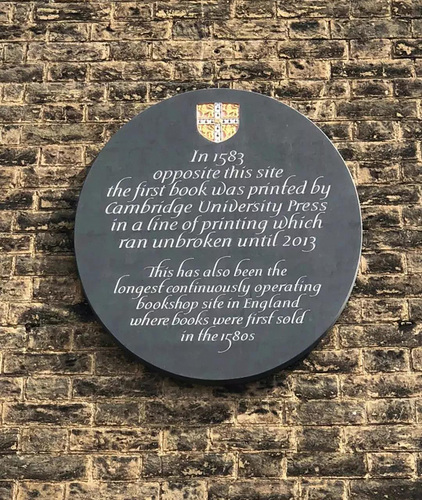 In 1583
opposite this site
the first book was printed by
Cambridge University Press
in a line of printing which
ran unbroken until 2013
This has also been the
longest continuously operating
bookshop site in England
where books were first sold
in the 1580s